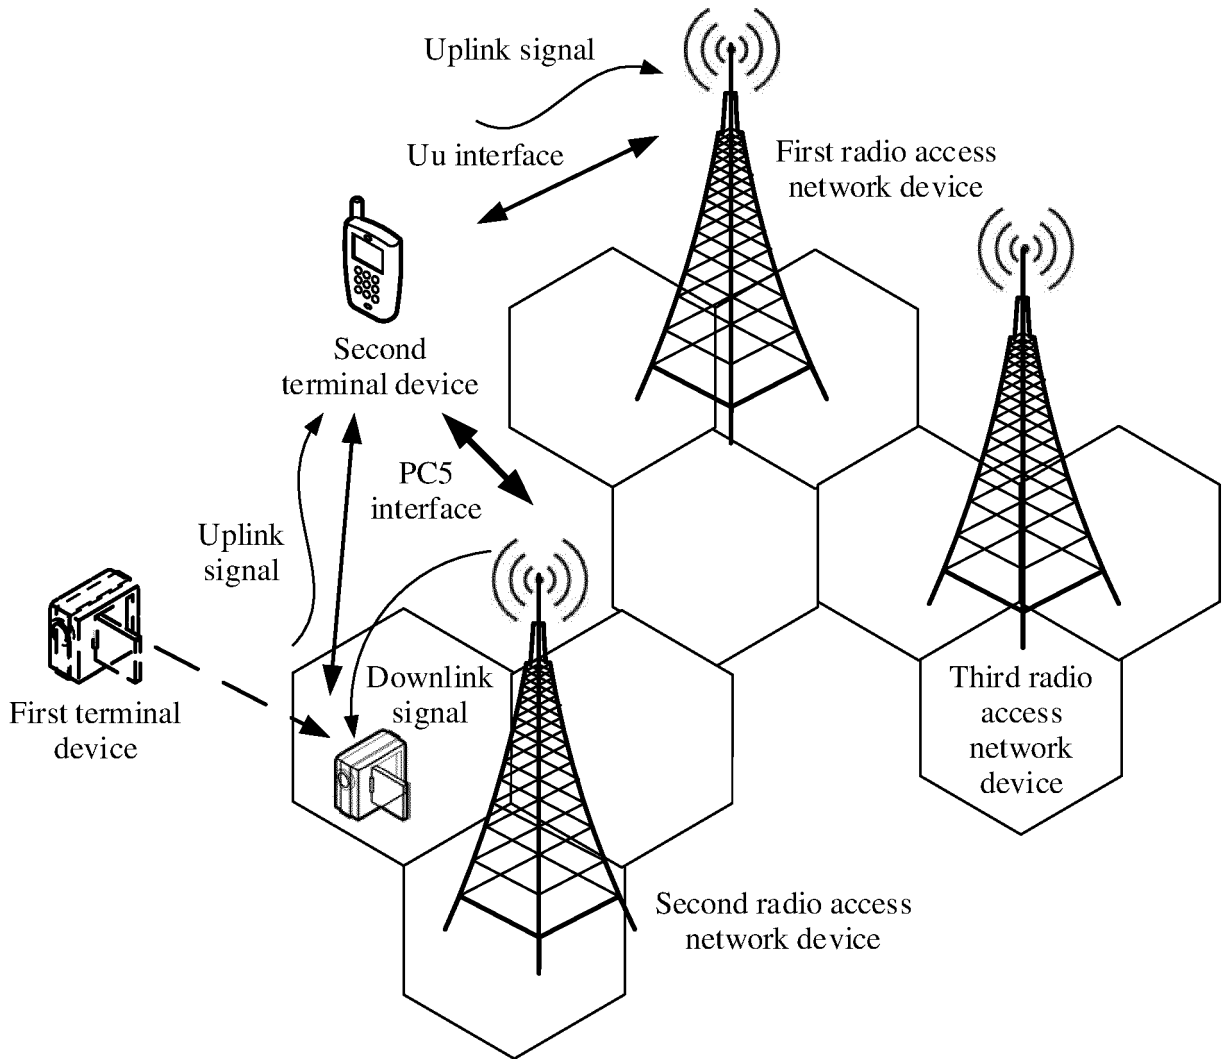 Uplink signal
Uu interface
First radio access
network device
Second
terminal device
PC5
interface
Uplink
signal
First terminal
device
Downlink
signal
Third radio
access
network
device
Second radio access
network device